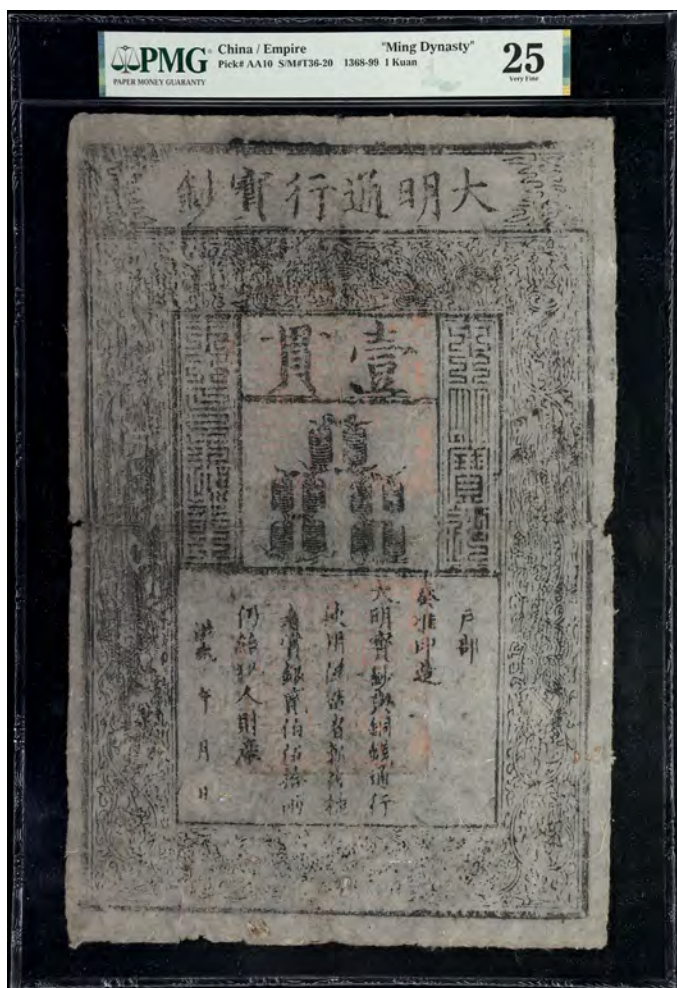 PMG
PAPER MONEY GUARANTY
China / Empire "Ming Dynasty"
Pick# AA10 S/M#T36-20 1368-99 1 Kuan
25
Very Fine
大明通行寳鈔
壹貫
戶部
奏准印造
大明寳鈔與銅錢通行
使用僞造者斬告捕
者賞銀貳伯伍拾兩
仍給犯人財產
洪武 年 月 日